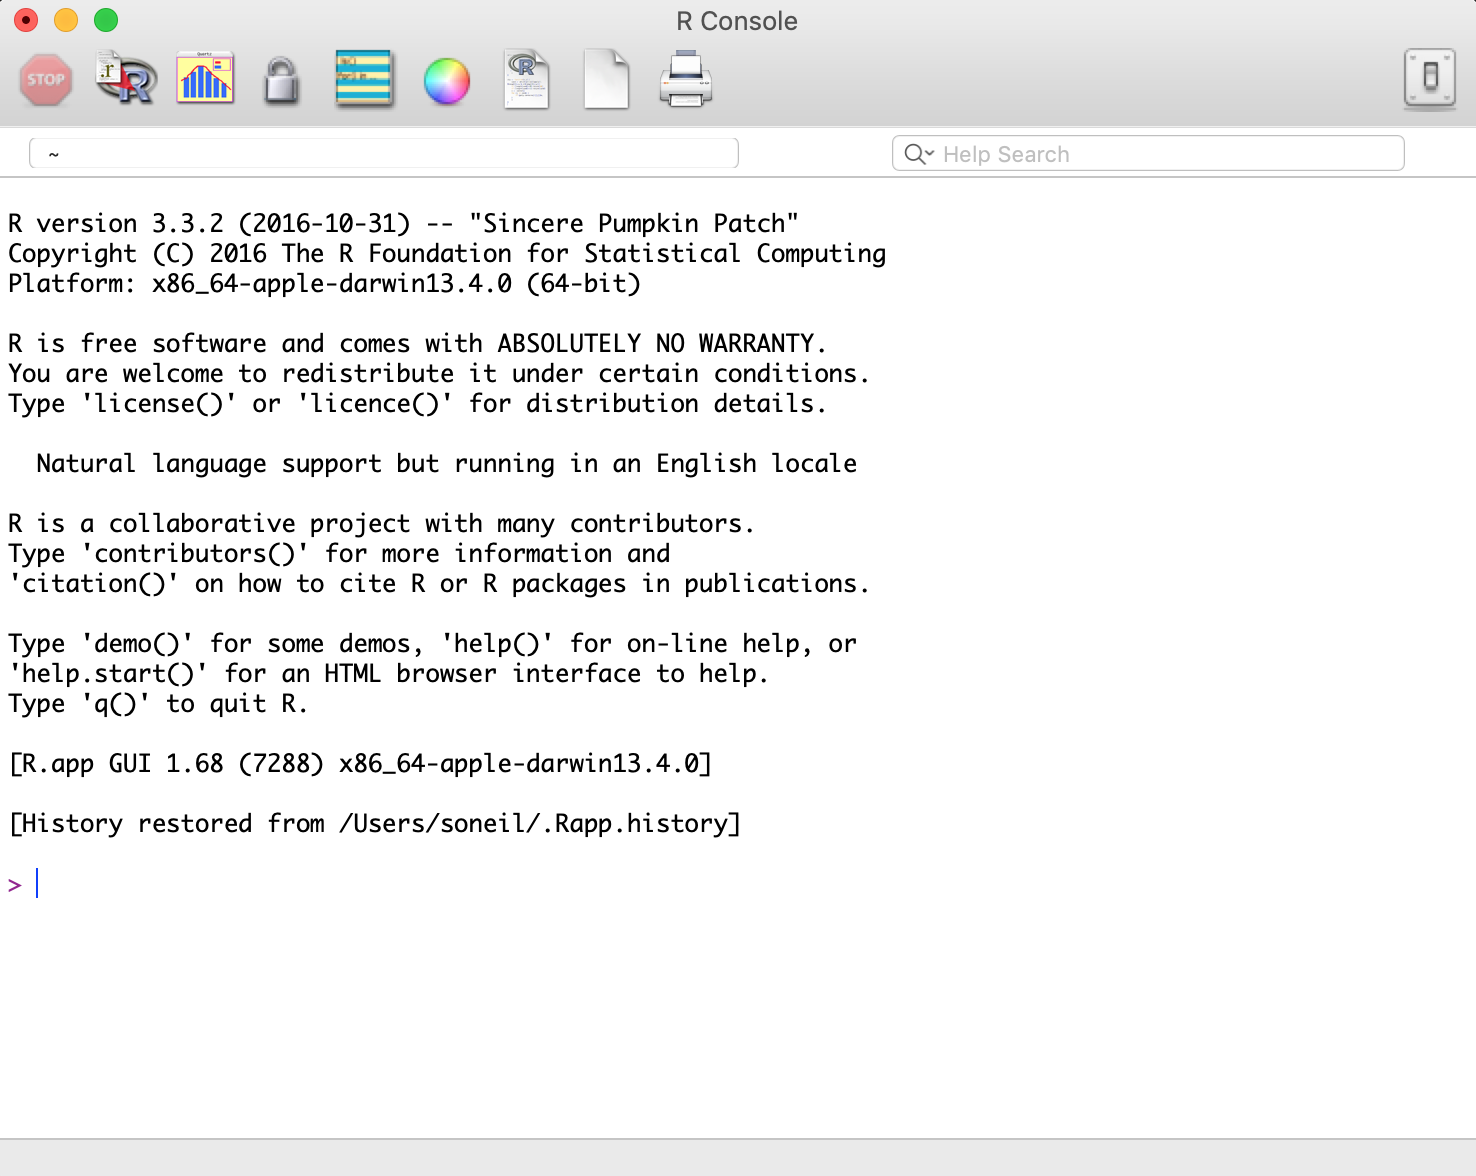 R Console
STOP
~
Help Search
R version 3.3.2 (2016-10-31) -- "Sincere Pumpkin Patch"
Copyright (C) 2016 The R Foundation for Statistical Computing
Platform: x86_64-apple-darwin13.4.0 (64-bit)
R is free software and comes with ABSOLUTELY NO WARRANTY.
You are welcome to redistribute it under certain conditions.
Type 'license()' or 'licence()' for distribution details.
Natural language support but running in an English locale
R is a collaborative project with many contributors.
Type 'contributors()' for more information and
'citation()' on how to cite R or R packages in publications.
Type 'demo()' for some demos, 'help()' for on-line help, or
'help.start()' for an HTML browser interface to help.
Type 'q()' to quit R.
[R.app GUI 1.68 (7288) x86_64-apple-darwin13.4.0]
[History restored from /Users/soneil/.Rapp.history]
>